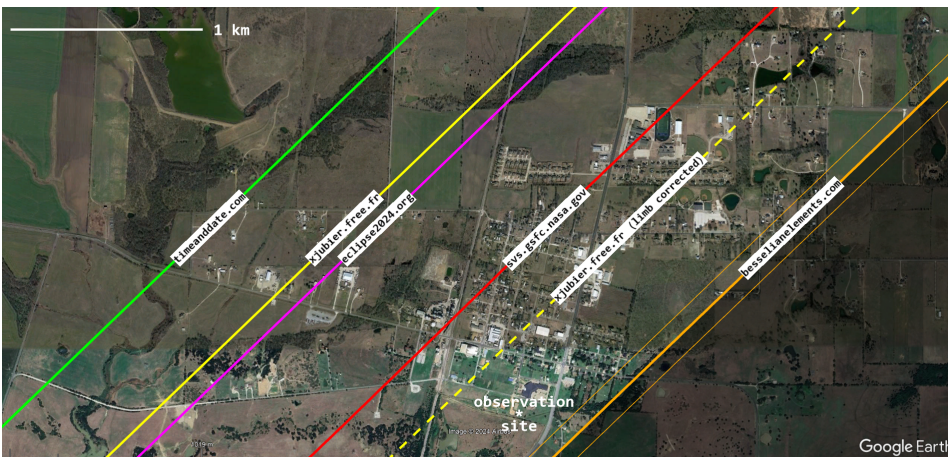 1 km
timeanddate.com
xjubier.free.fr
eclipse2024.org
svs.gsfc.nasa.gov
xjubier.free.fr (limb corrected)
besselianelements.com
observation
*
site
Google Earth